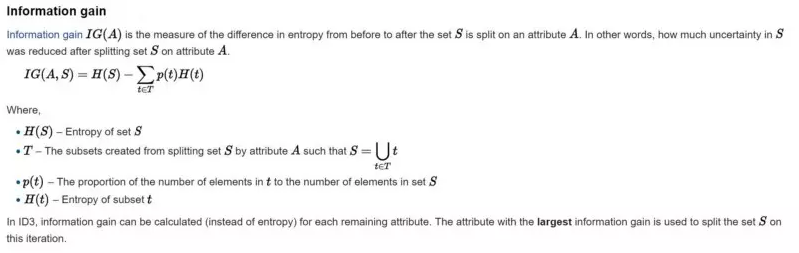 Information gain
Information gain IG(A) is the measure of the difference in entropy from before to after the set S is split on an attribute A. In other words, how much uncertainty in S
was reduced after splitting set S on attribute A.
IG(A, S) = H(S) − ∑_{t∈T} p(t)H(t)
Where,
• H(S) – Entropy of set S
• T – The subsets created from splitting set S by attribute A such that S = ⋃_{t∈T} t
• p(t) – The proportion of the number of elements in t to the number of elements in set S
• H(t) – Entropy of subset t
In ID3, information gain can be calculated (instead of entropy) for each remaining attribute. The attribute with the largest information gain is used to split the set S on
this iteration.